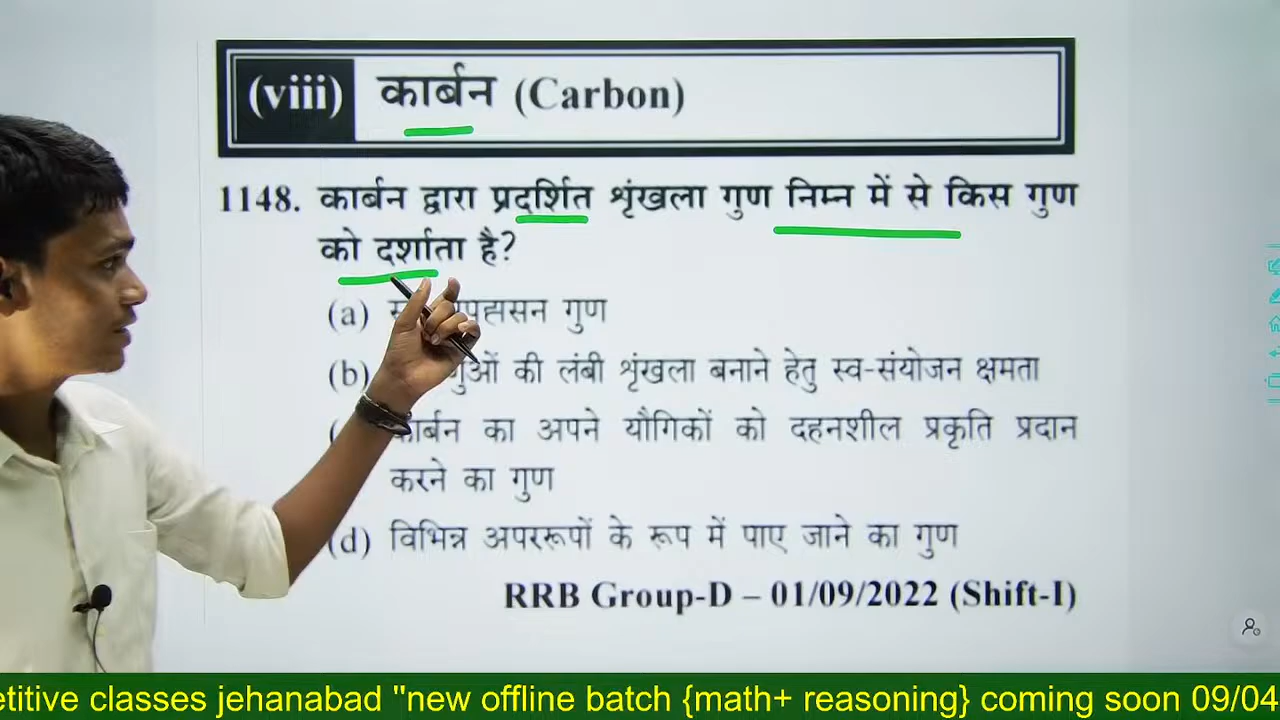 (viii) कार्बन (Carbon)
1148. कार्बन द्वारा प्रदर्शित शृंखला गुण निम्न में से किस गुण
को दर्शाता है?
(a) गुण
(b) की लंबी शृंखला बनाने हेतु स्व-संयोजन क्षमता
कार्बन का अपने यौगिकों को दहनशील प्रकृति प्रदान
करने का गुण
(d) विभिन्न अपररूपों के रूप में पाए जाने का गुण
RRB Group-D – 01/09/2022 (Shift-I)
classes jehanabad "new offline batch {math+ reasoning} coming soon 09/04